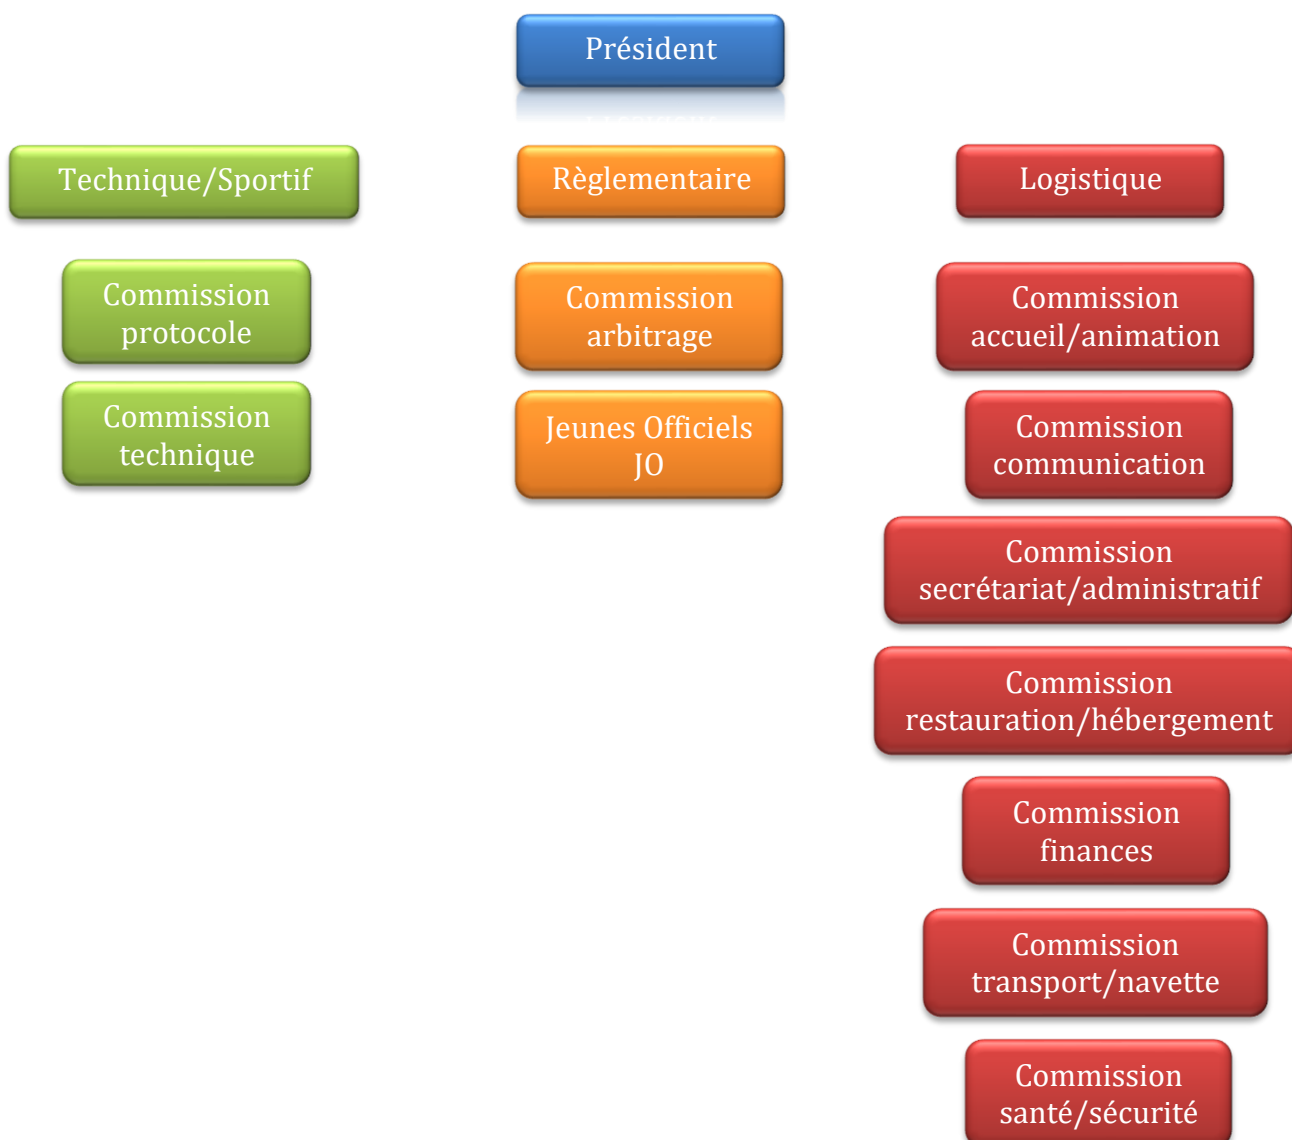 Président
Technique/Sportif
Règlementaire
Logistique
Commission
protocole
Commission
arbitrage
Commission
accueil/animation
Commission
technique
Jeunes Officiels
JO
Commission
communication
Commission
secrétariat/administratif
Commission
restauration/hébergement
Commission
finances
Commission
transport/navette
Commission
santé/sécurité